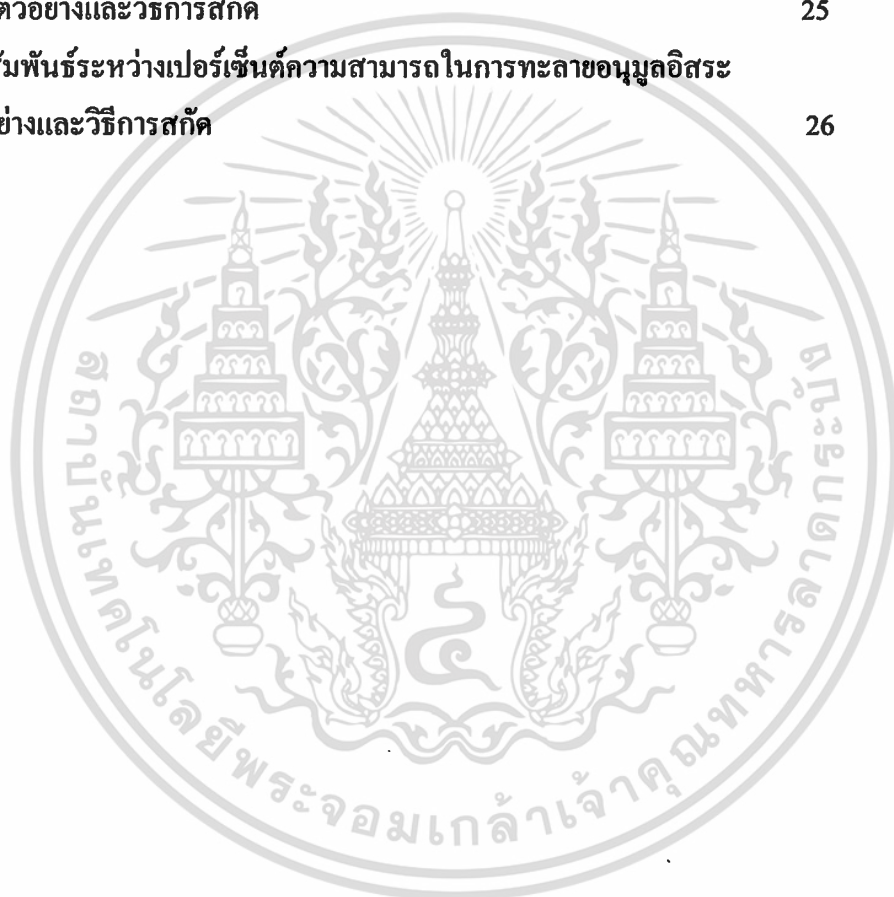 ตัวอย่างและวิธีการสกัด 25
สัมพันธ์ระหว่างเปอร์เซ็นต์ความสามารถในการทะลายอนุมูลอิสระ
ย่างและวิธีการสกัด 26
สถาบันเทคโนโลยีพระจอมเกล้าเจ้าคุณทหารลาดกระบัง
๔